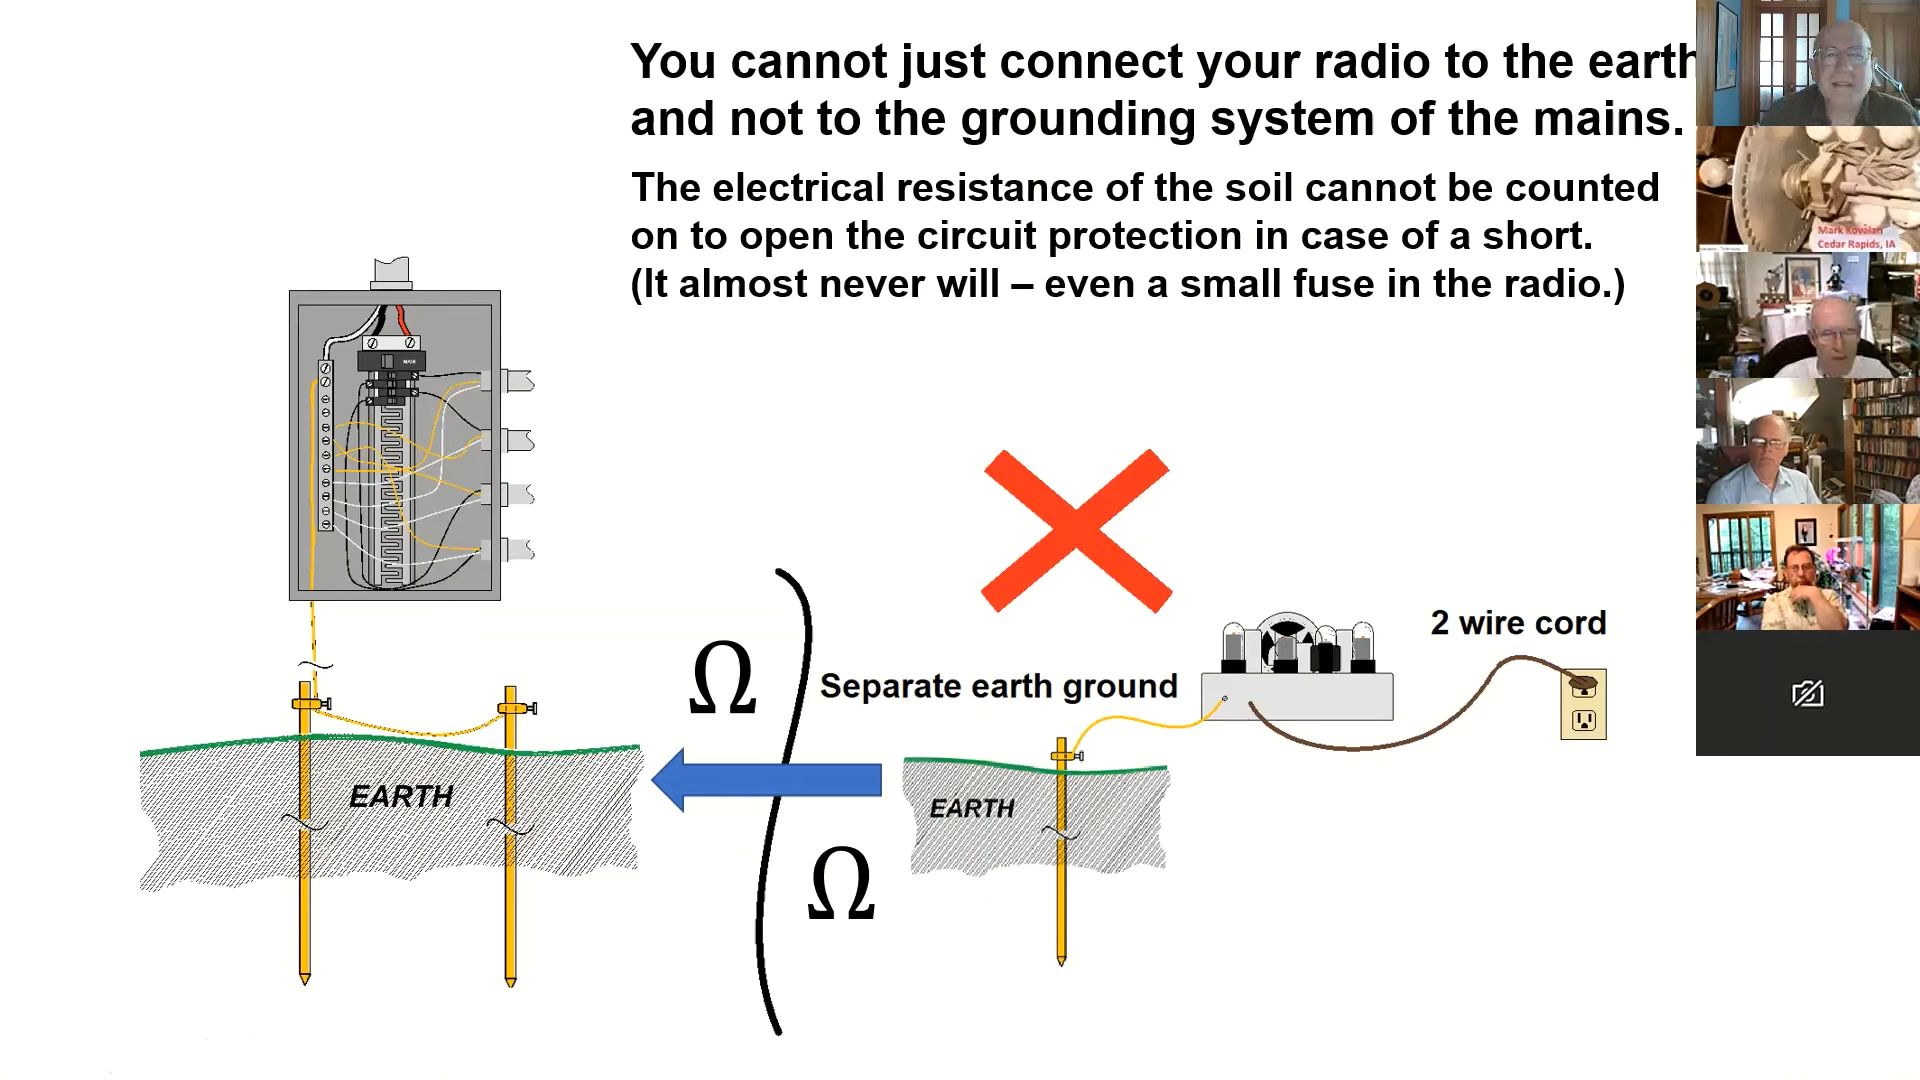 You cannot just connect your radio to the earth
and not to the grounding system of the mains.
The electrical resistance of the soil cannot be counted
on to open the circuit protection in case of a short.
(It almost never will – even a small fuse in the radio.)
Mark Kovalan
Cedar Rapids, IA
MAIN
2 wire cord
Ω
Separate earth ground
EARTH
EARTH
Ω